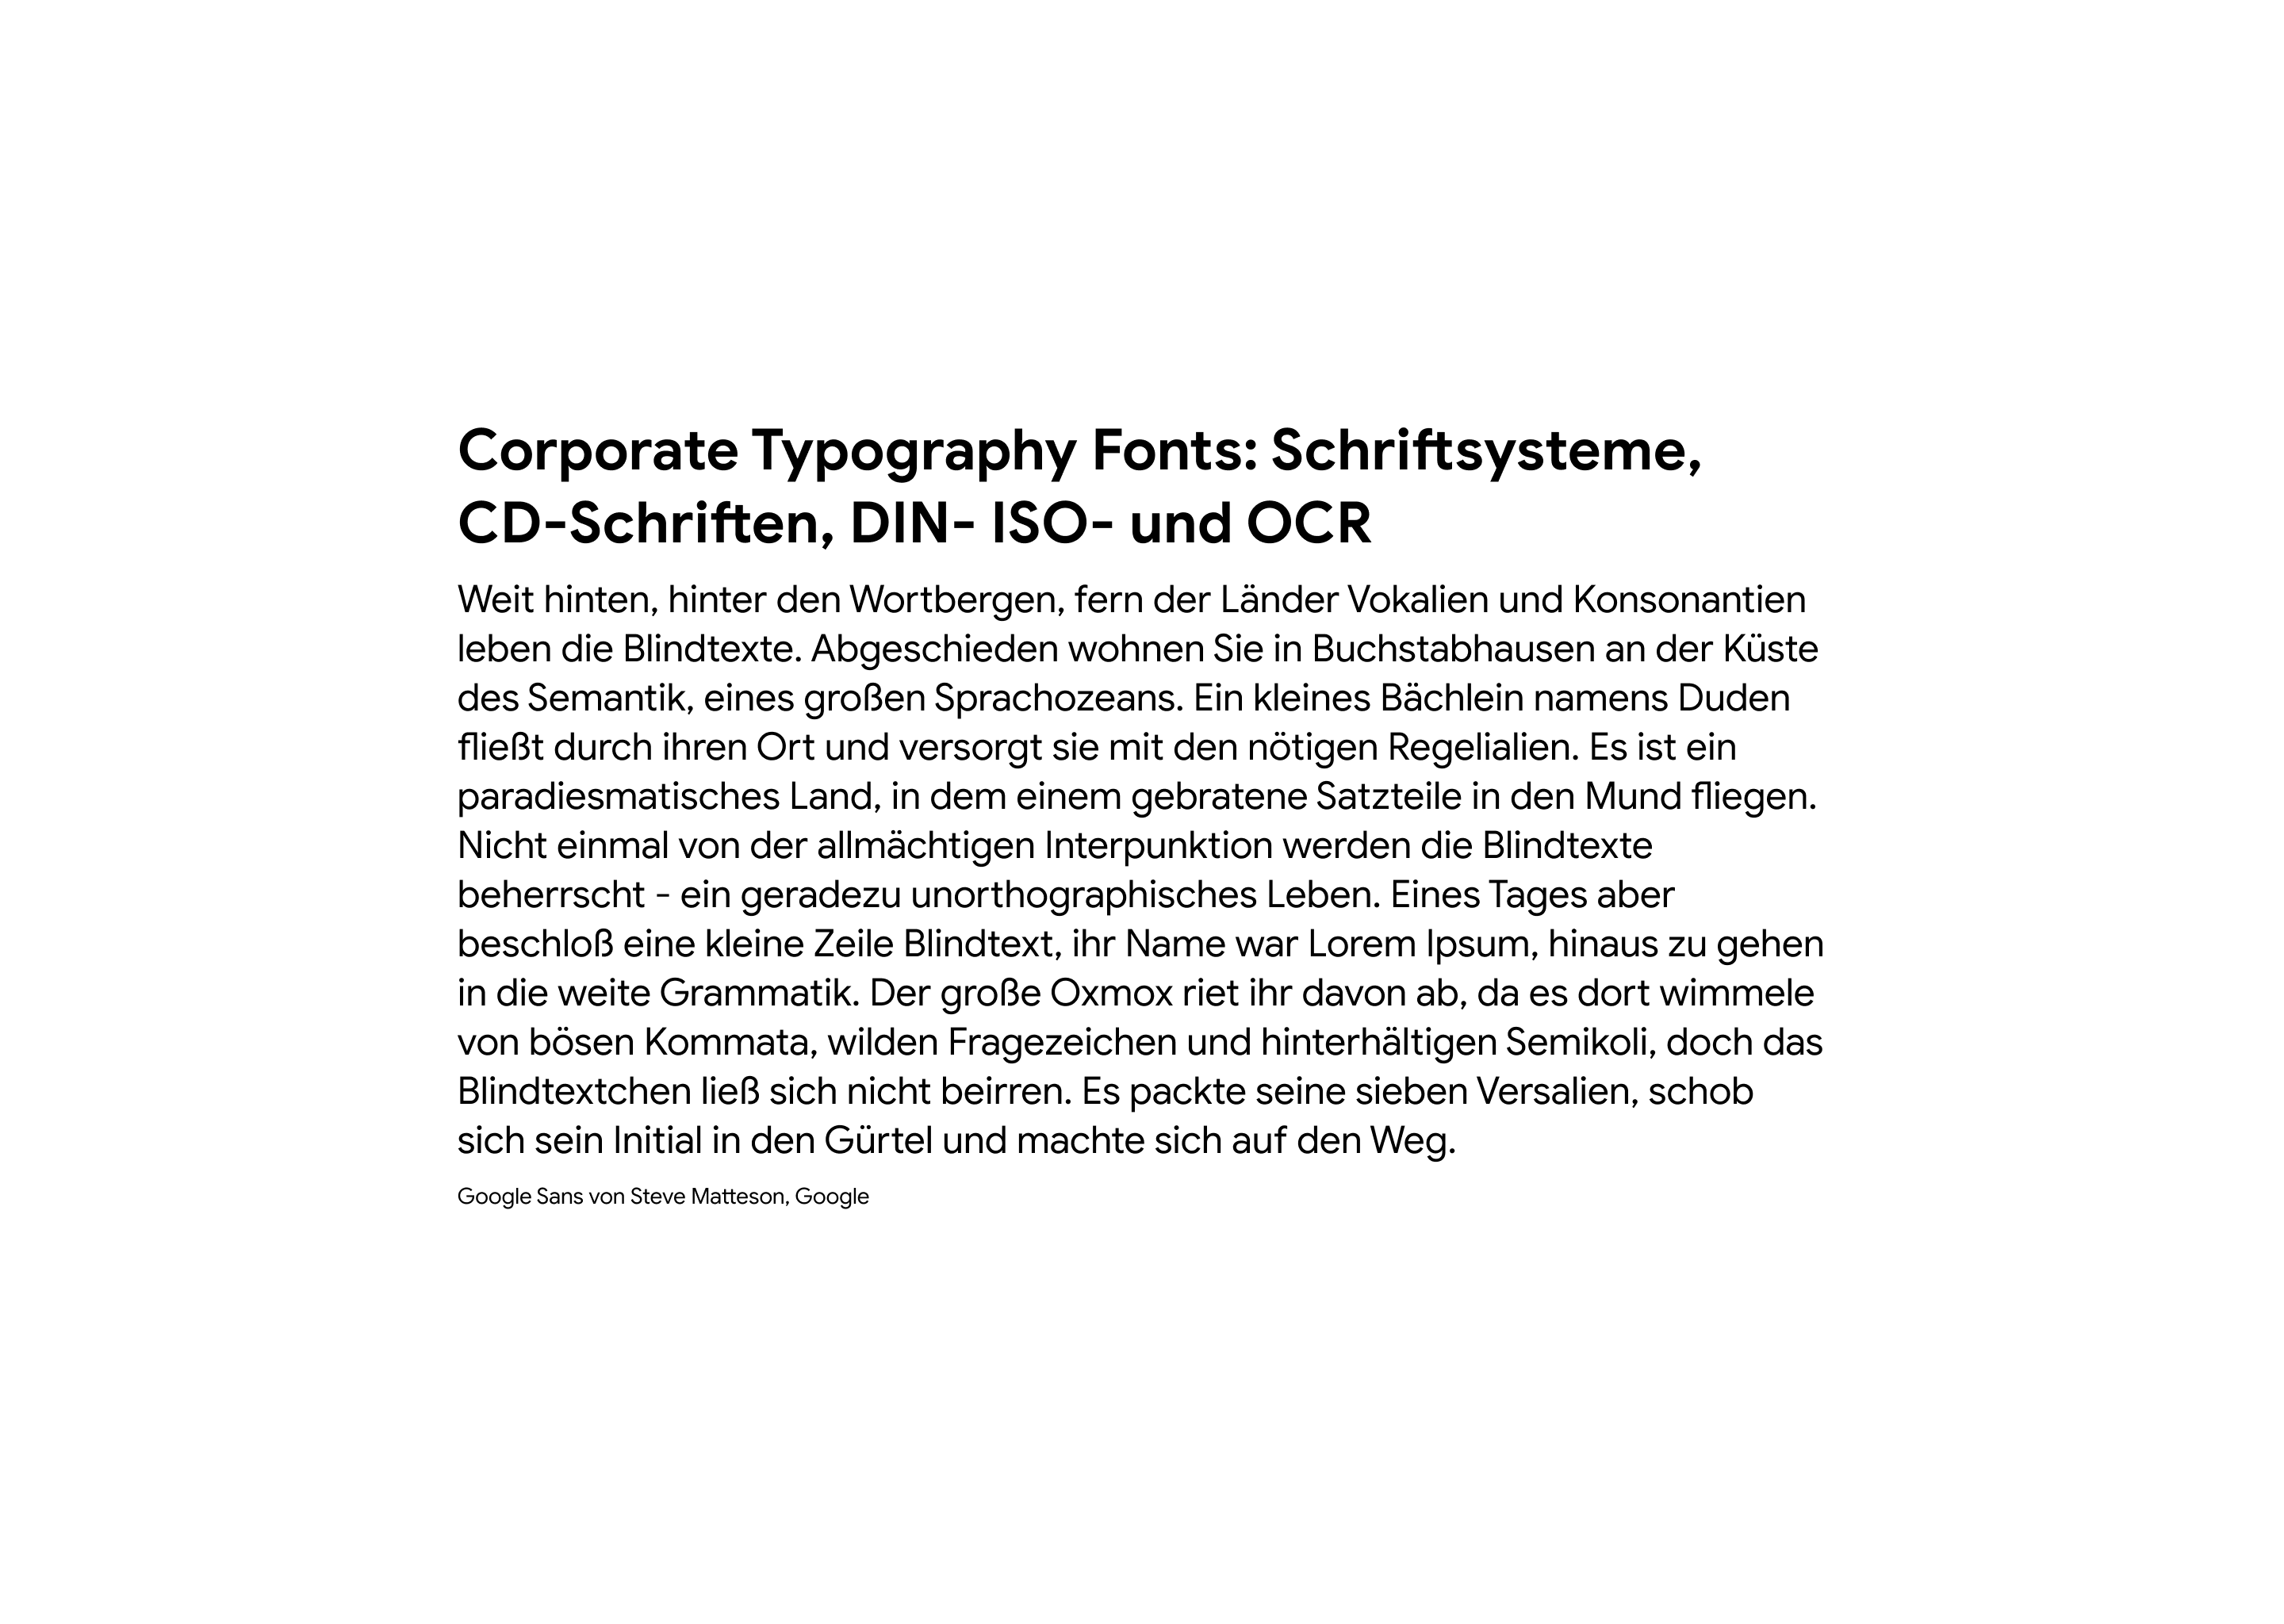 Corporate Typography Fonts: Schriftsysteme,
CD-Schriften, DIN- ISO- und OCR
Weit hinten, hinter den Wortbergen, fern der Länder Vokalien und Konsonantien
leben die Blindtexte. Abgeschieden wohnen Sie in Buchstabhausen an der Küste
des Semantik, eines großen Sprachozeans. Ein kleines Bächlein namens Duden
fließt durch ihren Ort und versorgt sie mit den nötigen Regelialien. Es ist ein
paradiesmatisches Land, in dem einem gebratene Satzteile in den Mund fliegen.
Nicht einmal von der allmächtigen Interpunktion werden die Blindtexte
beherrscht - ein geradezu unorthographisches Leben. Eines Tages aber
beschloß eine kleine Zeile Blindtext, ihr Name war Lorem Ipsum, hinaus zu gehen
in die weite Grammatik. Der große Oxmox riet ihr davon ab, da es dort wimmele
von bösen Kommata, wilden Fragezeichen und hinterhältigen Semikoli, doch das
Blindtextchen ließ sich nicht beirren. Es packte seine sieben Versalien, schob
sich sein Initial in den Gürtel und machte sich auf den Weg.
Google Sans von Steve Matteson, Google